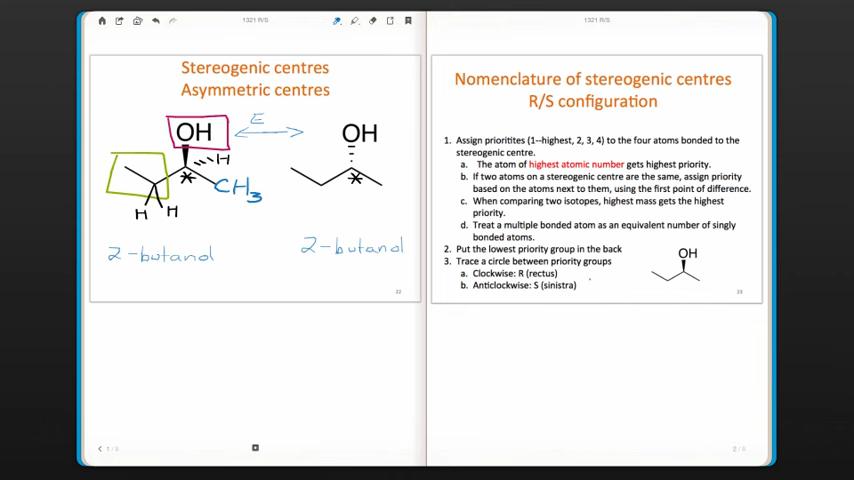 1321 R/S
1321 R/S
Stereogenic centres
Asymmetric centres
OH
E
OH
H
*
CH3
*
H
H
2-butanol
2-butanol
22
1 / 5
Nomenclature of stereogenic centres
R/S configuration
1. Assign prioritites (1--highest, 2, 3, 4) to the four atoms bonded to the
stereogenic centre.
a. The atom of highest atomic number gets highest priority.
b. If two atoms on a stereogenic centre are the same, assign priority
based on the atoms next to them, using the first point of difference.
c. When comparing two isotopes, highest mass gets the highest
priority.
d. Treat a multiple bonded atom as an equivalent number of singly
bonded atoms.
2. Put the lowest priority group in the back
3. Trace a circle between priority groups
a. Clockwise: R (rectus)
b. Anticlockwise: S (sinistra)
OH
23
2 / 5